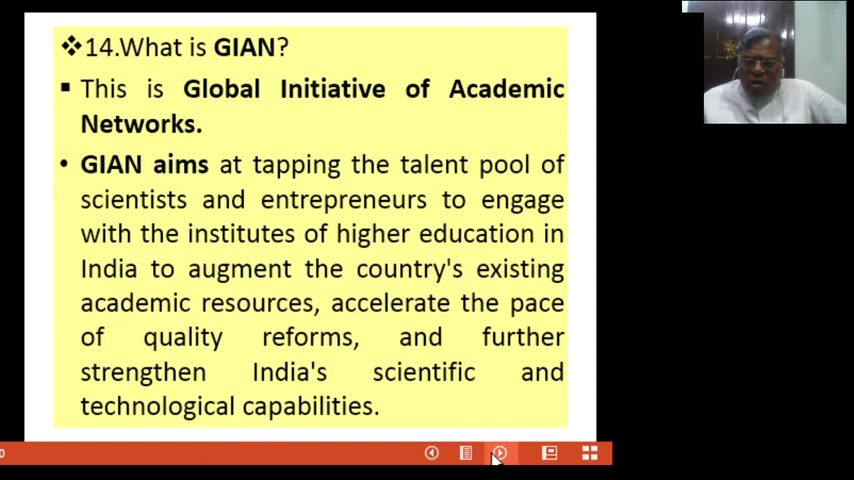 ❖14.What is GIAN?
▪ This is Global Initiative of Academic
Networks.
• GIAN aims at tapping the talent pool of
scientists and entrepreneurs to engage
with the institutes of higher education in
India to augment the country's existing
academic resources, accelerate the pace
of quality reforms, and further
strengthen India's scientific and
technological capabilities.
0